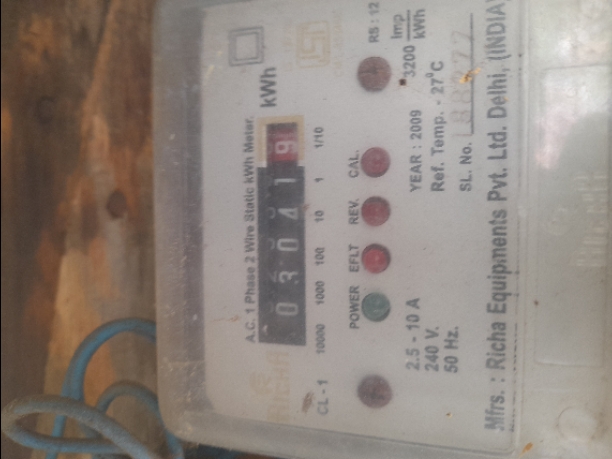 A.C. 1 Phase 2 Wire Static kWh Meter.
0 3 0 4 1 9 kWh
10000 1000 100 10 1 1/10
CL - 1
POWER EFLT REV. CAL.
RS : 12
Imp
3200 kWh
2.5 - 10 A
240 V.
50 Hz.
YEAR : 2009
Ref. Temp. - 27°C
SL. No.
Mfrs. : Richa Equipments Pvt. Ltd. Delhi, (INDIA)